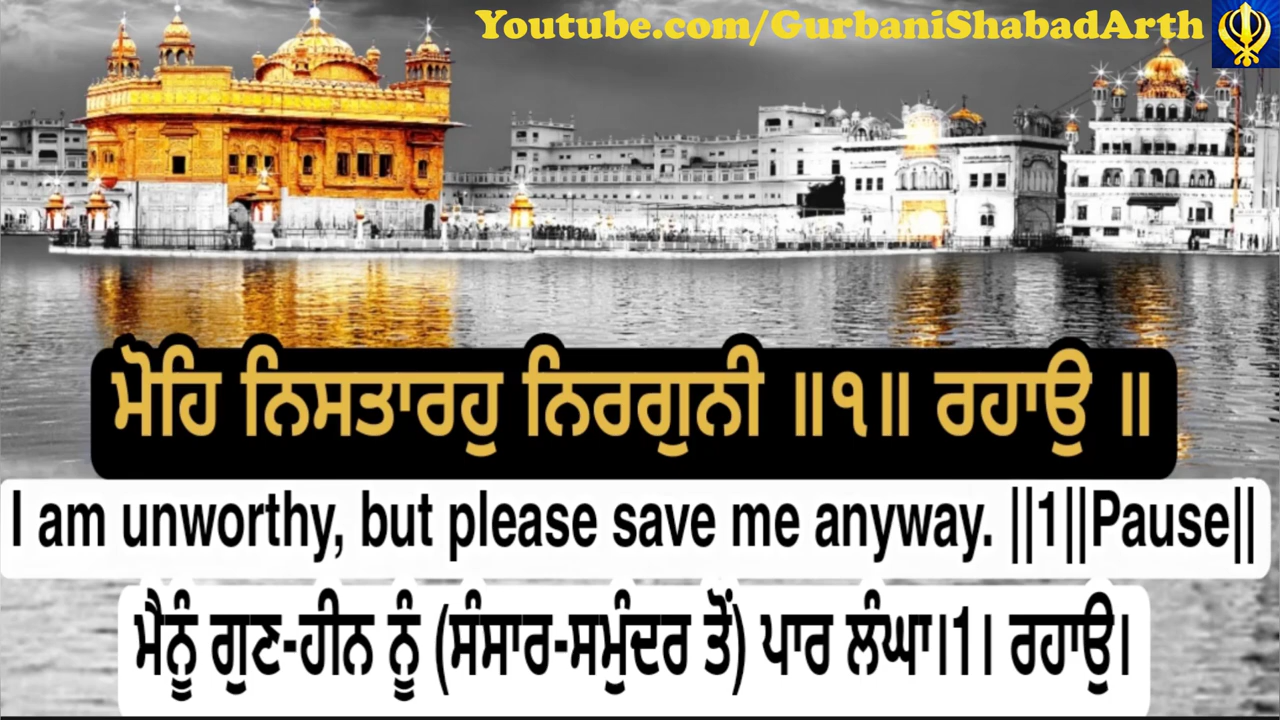 Youtube.com/GurbaniShabadArth
ਮੋਹਿ ਨਿਸਤਾਰਹੁ ਨਿਰਗੁਨੀ ॥੧॥ ਰਹਾਉ ॥
I am unworthy, but please save me anyway. ||1||Pause||
ਮੈਨੂੰ ਗੁਣ-ਹੀਨ ਨੂੰ (ਸੰਸਾਰ-ਸਮੁੰਦਰ ਤੋਂ) ਪਾਰ ਲੰਘਾ।1। ਰਹਾਉ।